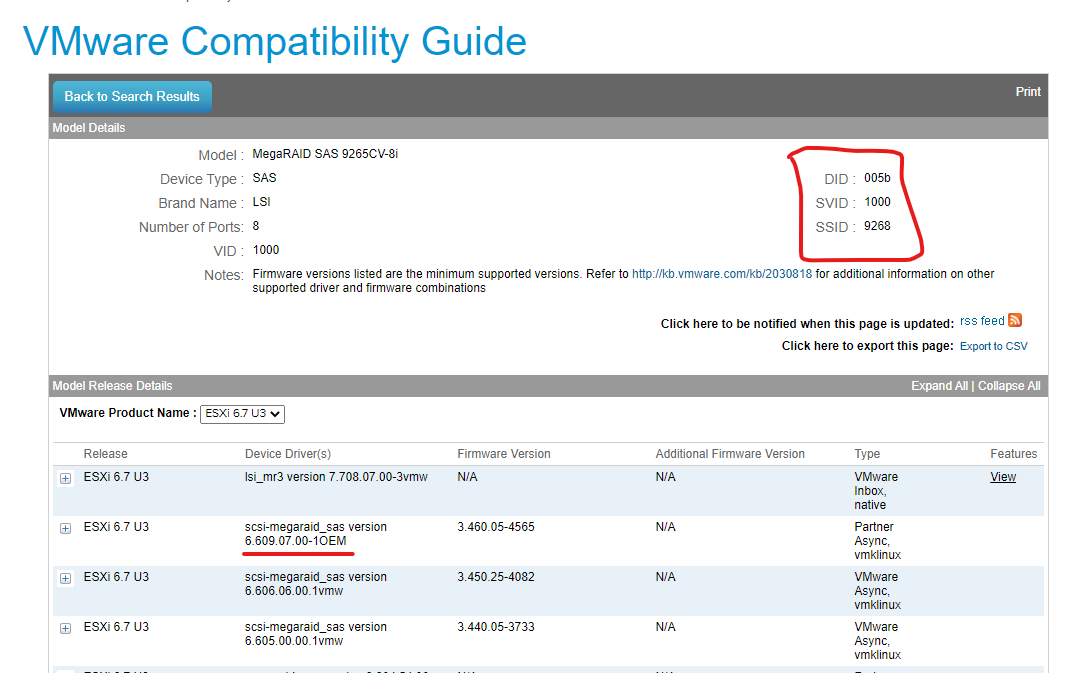 VMware Compatibility Guide
Back to Search Results
Print
Model Details
Model : MegaRAID SAS 9265CV-8i
Device Type : SAS
Brand Name : LSI
Number of Ports: 8
VID : 1000
DID : 005b
SVID : 1000
SSID : 9268
Notes: Firmware versions listed are the minimum supported versions. Refer to http://kb.vmware.com/kb/2030818 for additional information on other
supported driver and firmware combinations
Click here to be notified when this page is updated: rss feed
Click here to export this page: Export to CSV
Model Release Details Expand All | Collapse All
VMware Product Name : ESXi 6.7 U3
Release Device Driver(s) Firmware Version Additional Firmware Version Type Features
ESXi 6.7 U3 lsi_mr3 version 7.708.07.00-3vmw N/A N/A VMware View
Inbox,
native
ESXi 6.7 U3 scsi-megaraid_sas version 3.460.05-4565 N/A Partner
6.609.07.00-1OEM Async,
vmklinux
ESXi 6.7 U3 scsi-megaraid_sas version 3.450.25-4082 N/A VMware
6.606.06.00.1vmw Async,
vmklinux
ESXi 6.7 U3 scsi-megaraid_sas version 3.440.05-3733 N/A VMware
6.605.00.00.1vmw Async,
vmklinux